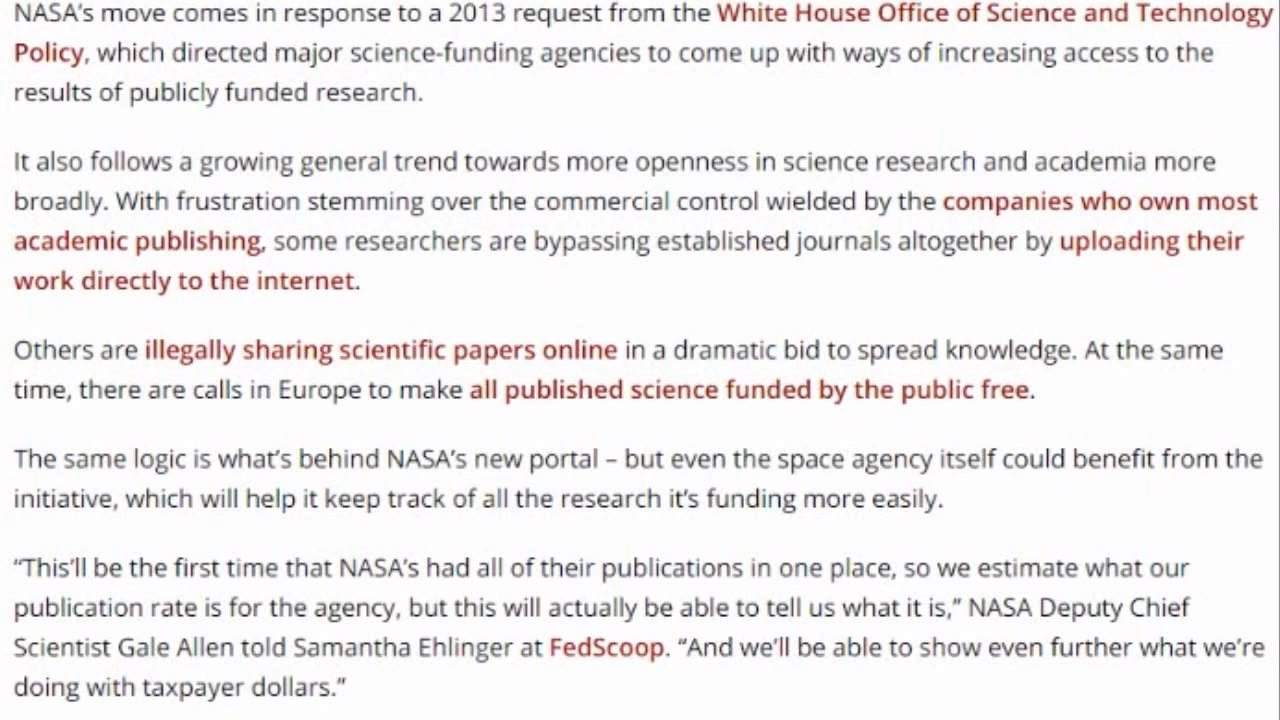 NASA’s move comes in response to a 2013 request from the White House Office of Science and Technology
Policy, which directed major science-funding agencies to come up with ways of increasing access to the
results of publicly funded research.
It also follows a growing general trend towards more openness in science research and academia more
broadly. With frustration stemming over the commercial control wielded by the companies who own most
academic publishing, some researchers are bypassing established journals altogether by uploading their
work directly to the internet.
Others are illegally sharing scientific papers online in a dramatic bid to spread knowledge. At the same
time, there are calls in Europe to make all published science funded by the public free.
The same logic is what’s behind NASA’s new portal – but even the space agency itself could benefit from the
initiative, which will help it keep track of all the research it’s funding more easily.
“This’ll be the first time that NASA’s had all of their publications in one place, so we estimate what our
publication rate is for the agency, but this will actually be able to tell us what it is,” NASA Deputy Chief
Scientist Gale Allen told Samantha Ehlinger at FedScoop. “And we’ll be able to show even further what we’re
doing with taxpayer dollars.”